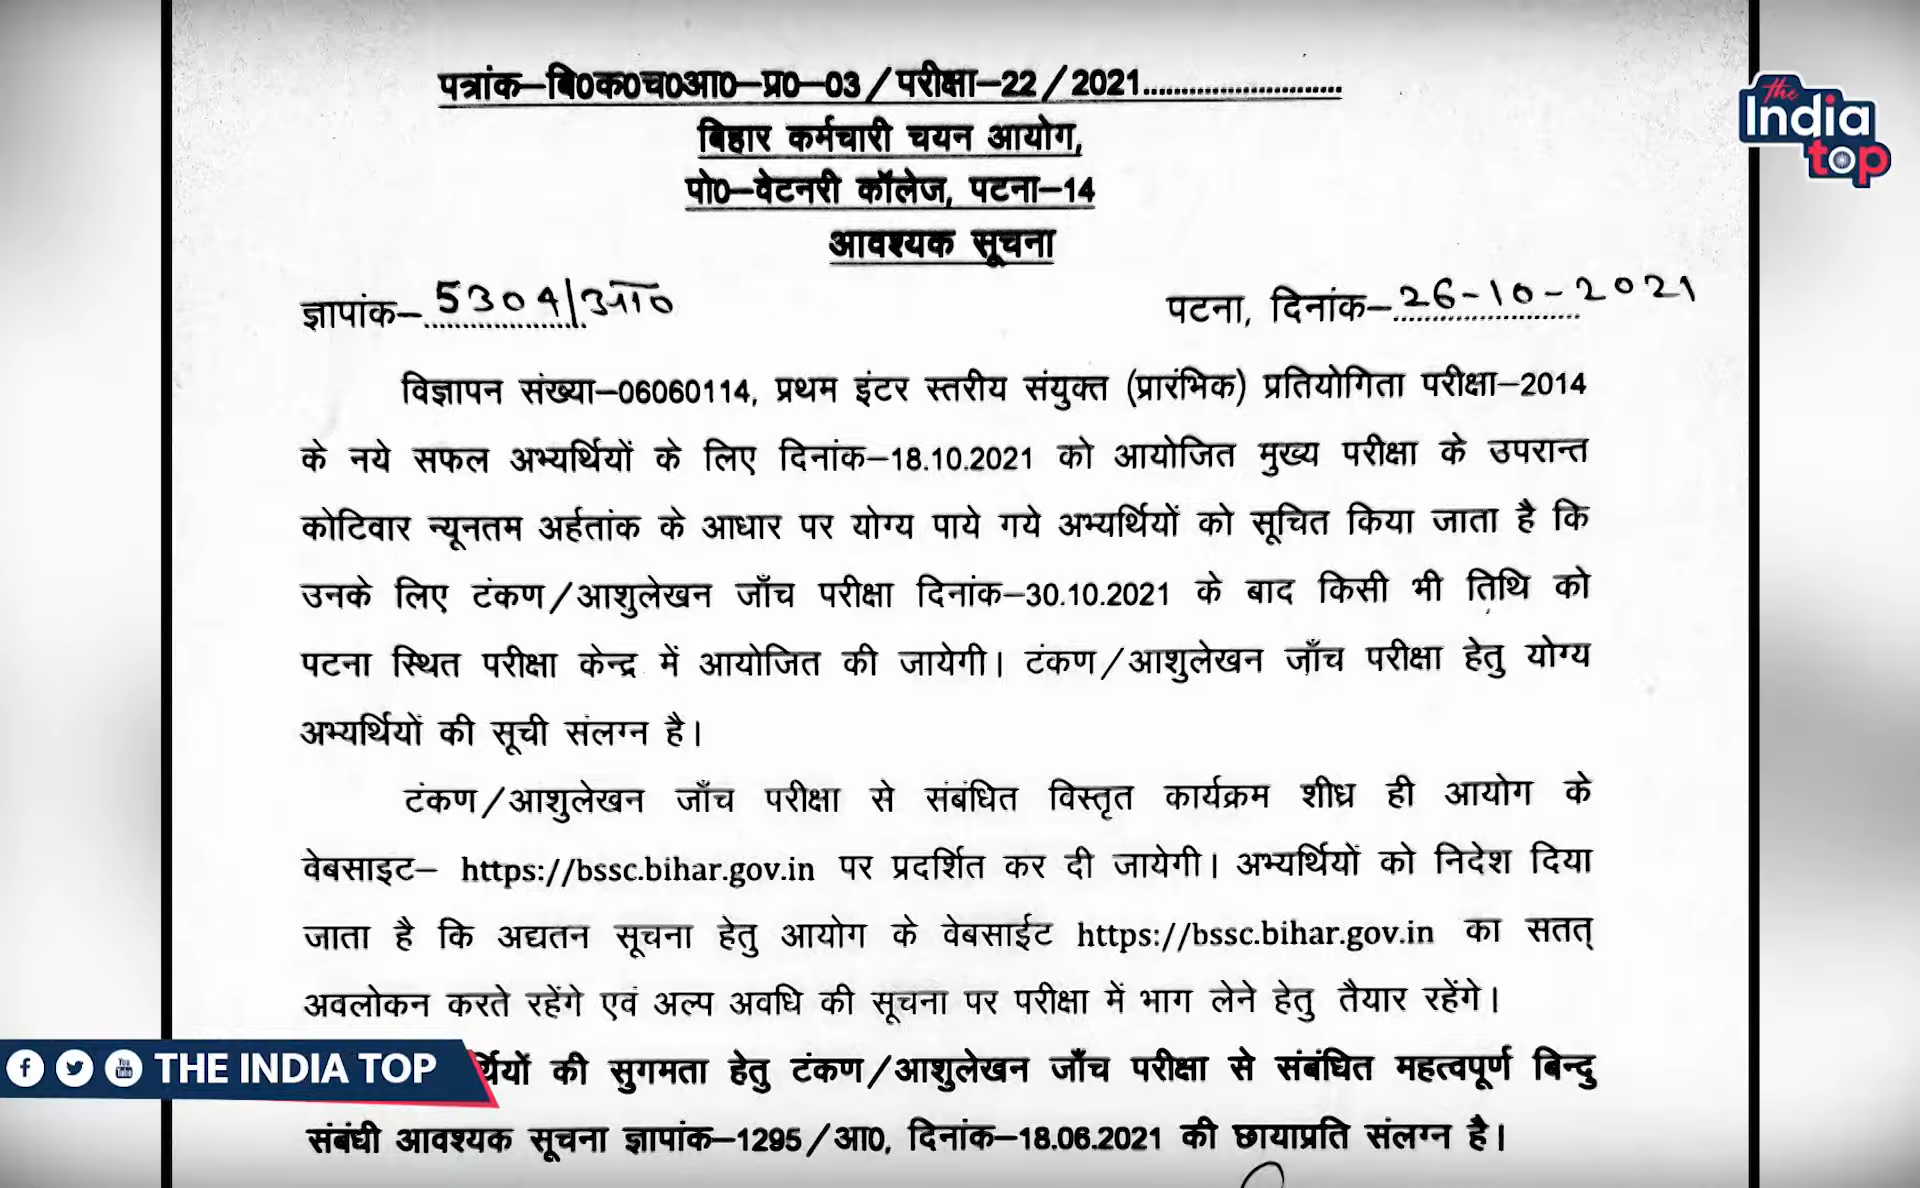 पत्रांक–बि0क0च0आ0–प्र0–03/परीक्षा–22/2021..............................
बिहार कर्मचारी चयन आयोग,
पो0–वेटनरी कॉलेज, पटना–14
आवश्यक सूचना
ज्ञापांक–5304/आ0 पटना, दिनांक–26-10-2021
विज्ञापन संख्या–06060114, प्रथम इंटर स्तरीय संयुक्त (प्रारंभिक) प्रतियोगिता परीक्षा–2014
के नये सफल अभ्यर्थियों के लिए दिनांक–18.10.2021 को आयोजित मुख्य परीक्षा के उपरान्त
कोटिवार न्यूनतम अर्हतांक के आधार पर योग्य पाये गये अभ्यर्थियों को सूचित किया जाता है कि
उनके लिए टंकण/आशुलेखन जाँच परीक्षा दिनांक–30.10.2021 के बाद किसी भी तिथि को
पटना स्थित परीक्षा केन्द्र में आयोजित की जायेगी। टंकण/आशुलेखन जाँच परीक्षा हेतु योग्य
अभ्यर्थियों की सूची संलग्न है।
टंकण/आशुलेखन जाँच परीक्षा से संबंधित विस्तृत कार्यक्रम शीध्र ही आयोग के
वेबसाइट– https://bssc.bihar.gov.in पर प्रदर्शित कर दी जायेगी। अभ्यर्थियों को निदेश दिया
जाता है कि अद्यतन सूचना हेतु आयोग के वेबसाईट https://bssc.bihar.gov.in का सतत्
अवलोकन करते रहेंगे एवं अल्प अवधि की सूचना पर परीक्षा में भाग लेने हेतु तैयार रहेंगे।
र्थियों की सुगमता हेतु टंकण/आशुलेखन जाँच परीक्षा से संबंधित महत्वपूर्ण बिन्दु
संबंघी आवश्यक सूचना ज्ञापांक–1295/आ0, दिनांक–18.06.2021 की छायाप्रति संलग्न है।
The India top
THE INDIA TOP